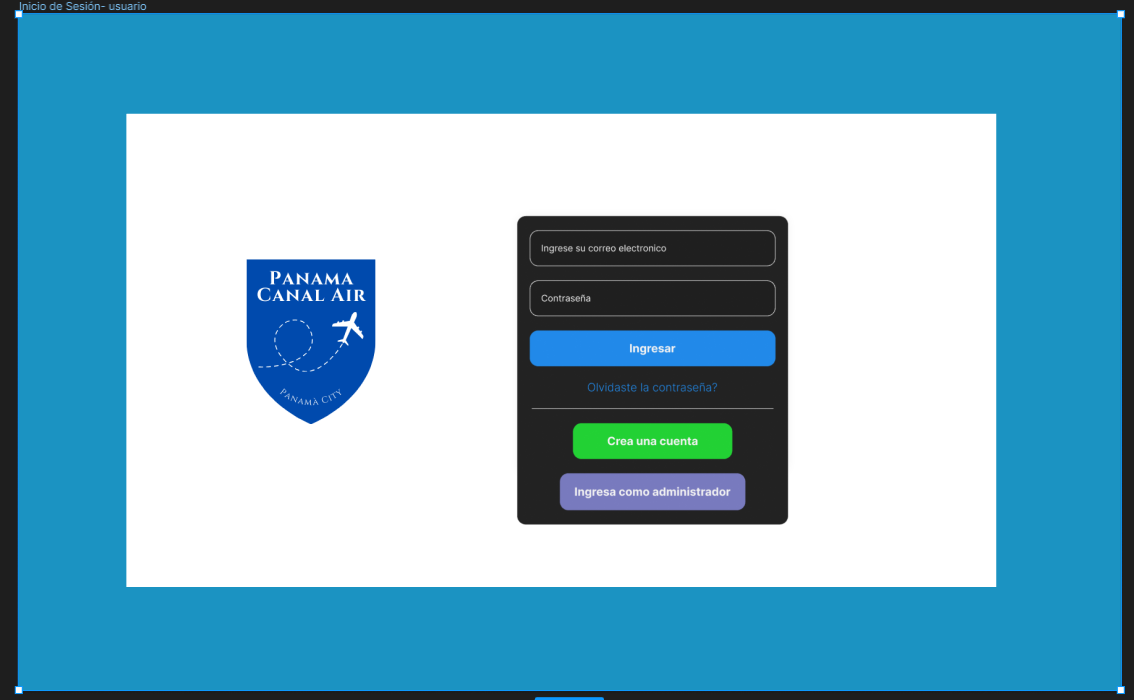 Inicio de Sesión- usuario
PANAMA
CANAL AIR
PANAMÀ CITY
Ingrese su correo electronico
Contraseña
Ingresar
Olvidaste la contraseña?
Crea una cuenta
Ingresa como administrador